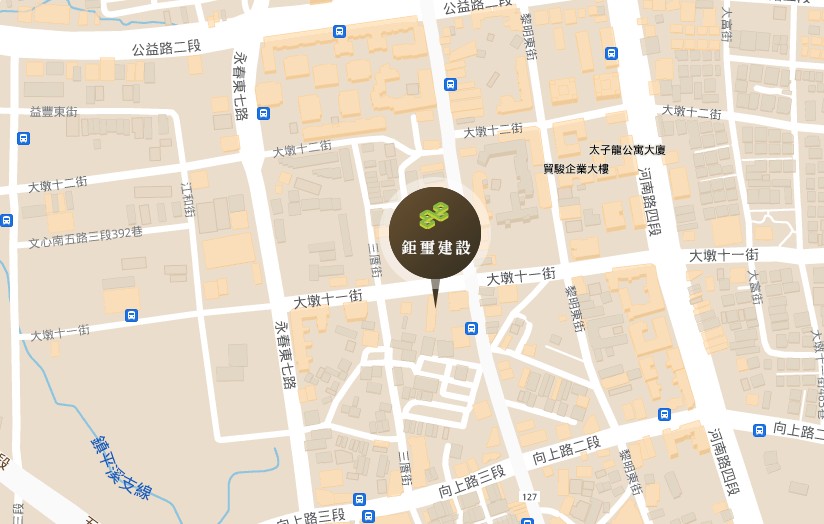 公益路二段
大富街
公益路二段
黎明東街
永春東七路
益豐東街
大墩十二街
大墩十二街
大墩十二街
太子龍公寓大廈
貿駿企業大樓
大墩十二街
江和街
河南路四段
文心南五路三段392巷
三厝街
鉅璽建設
大墩十一街
大墩十一街
大墩十一街
大墩十一街
大富街
黎明東街
永春東七路
向上路二
鎮平溪支線
三厝街
向上路三段
向上路二段
黎明東街
河南路四段
127
向上路三段